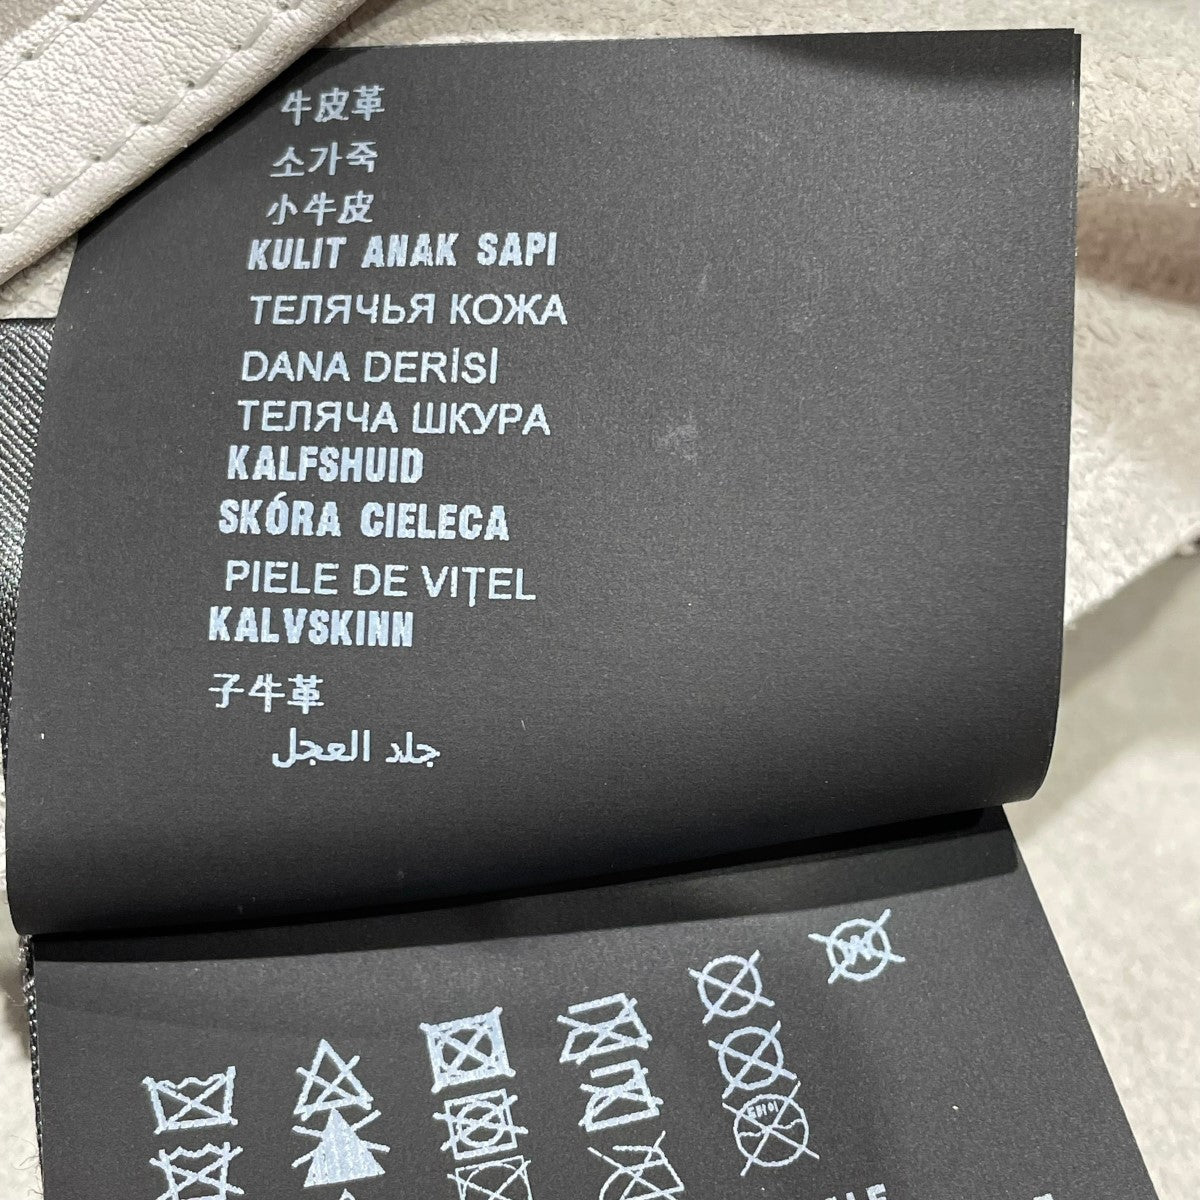 牛皮革
소가죽
小牛皮
KULIT ANAK SAPI
ТЕЛЯЧЬЯ КОЖА
DANA DERİSİ
ТЕЛЯЧА ШКУРА
KALFSHUID
SKÓRA CIELECA
PIELE DE VIȚEL
KALVSKINN
子牛革
جلد العجل